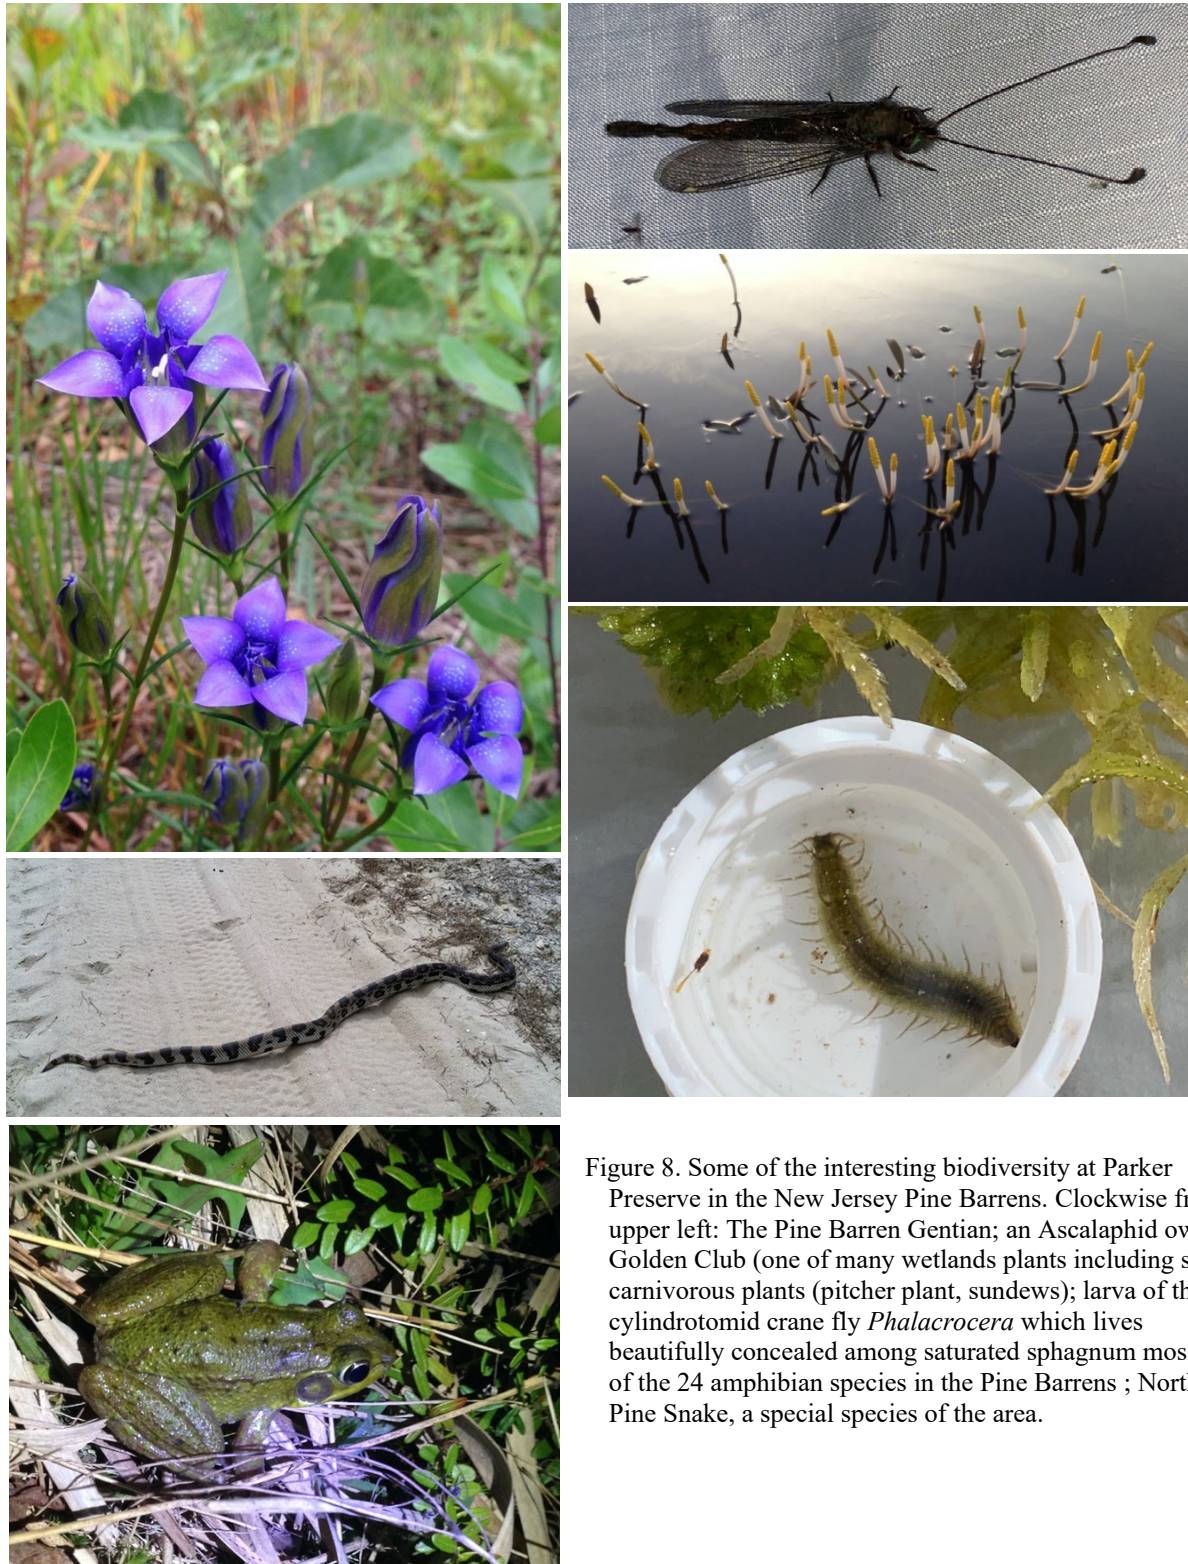 Figure 8. Some of the interesting biodiversity at Parker
Preserve in the New Jersey Pine Barrens. Clockwise
upper left: The Pine Barren Gentian; an Ascalaphid
Golden Club (one of many wetlands plants including
carnivorous plants (pitcher plant, sundews); larva of
cylindrotomid crane fly Phalacrocera which lives
beautifully concealed among saturated sphagnum
of the 24 amphibian species in the Pine Barrens ;
Pine Snake, a special species of the area.